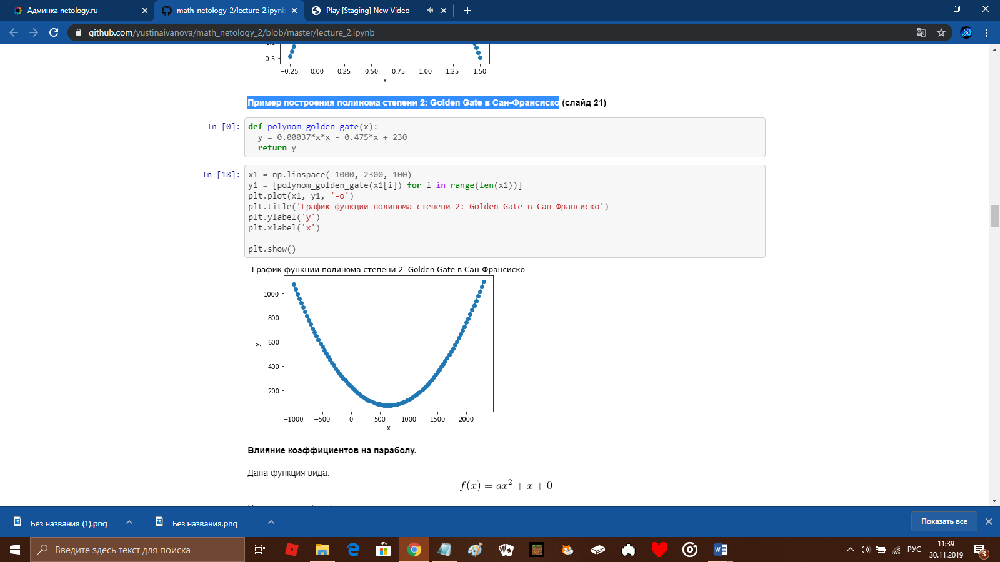 Админка netology.ru
math_netology_2/lecture_2.ipynb
Play [Staging] New Video
github.com/yustinaivanova/math_netology_2/blob/master/lecture_2.ipynb
−0.5
−0.25 0.00 0.25 0.50 0.75 1.00 1.25 1.50
x
Пример построения полинома степени 2: Golden Gate в Сан-Франсиско (слайд 21)
In [0]:
def polynom_golden_gate(x):
y = 0.00037*x*x - 0.475*x + 230
return y
In [18]:
x1 = np.linspace(-1000, 2300, 100)
y1 = [polynom_golden_gate(x1[i]) for i in range(len(x1))]
plt.plot(x1, y1, '-o')
plt.title('График функции полинома степени 2: Golden Gate в Сан-Франсиско')
plt.ylabel('y')
plt.xlabel('x')
plt.show()
График функции полинома степени 2: Golden Gate в Сан-Франсиско
1000
800
600
400
200
y
−1000 −500 0 500 1000 1500 2000
x
Влияние коэффициентов на параболу.
Дана функция вида:
f(x) = ax² + x + 0
Без названия (1).png
Без названия.png
Показать все
Введите здесь текст для поиска
РУС
11:39
30.11.2019
3